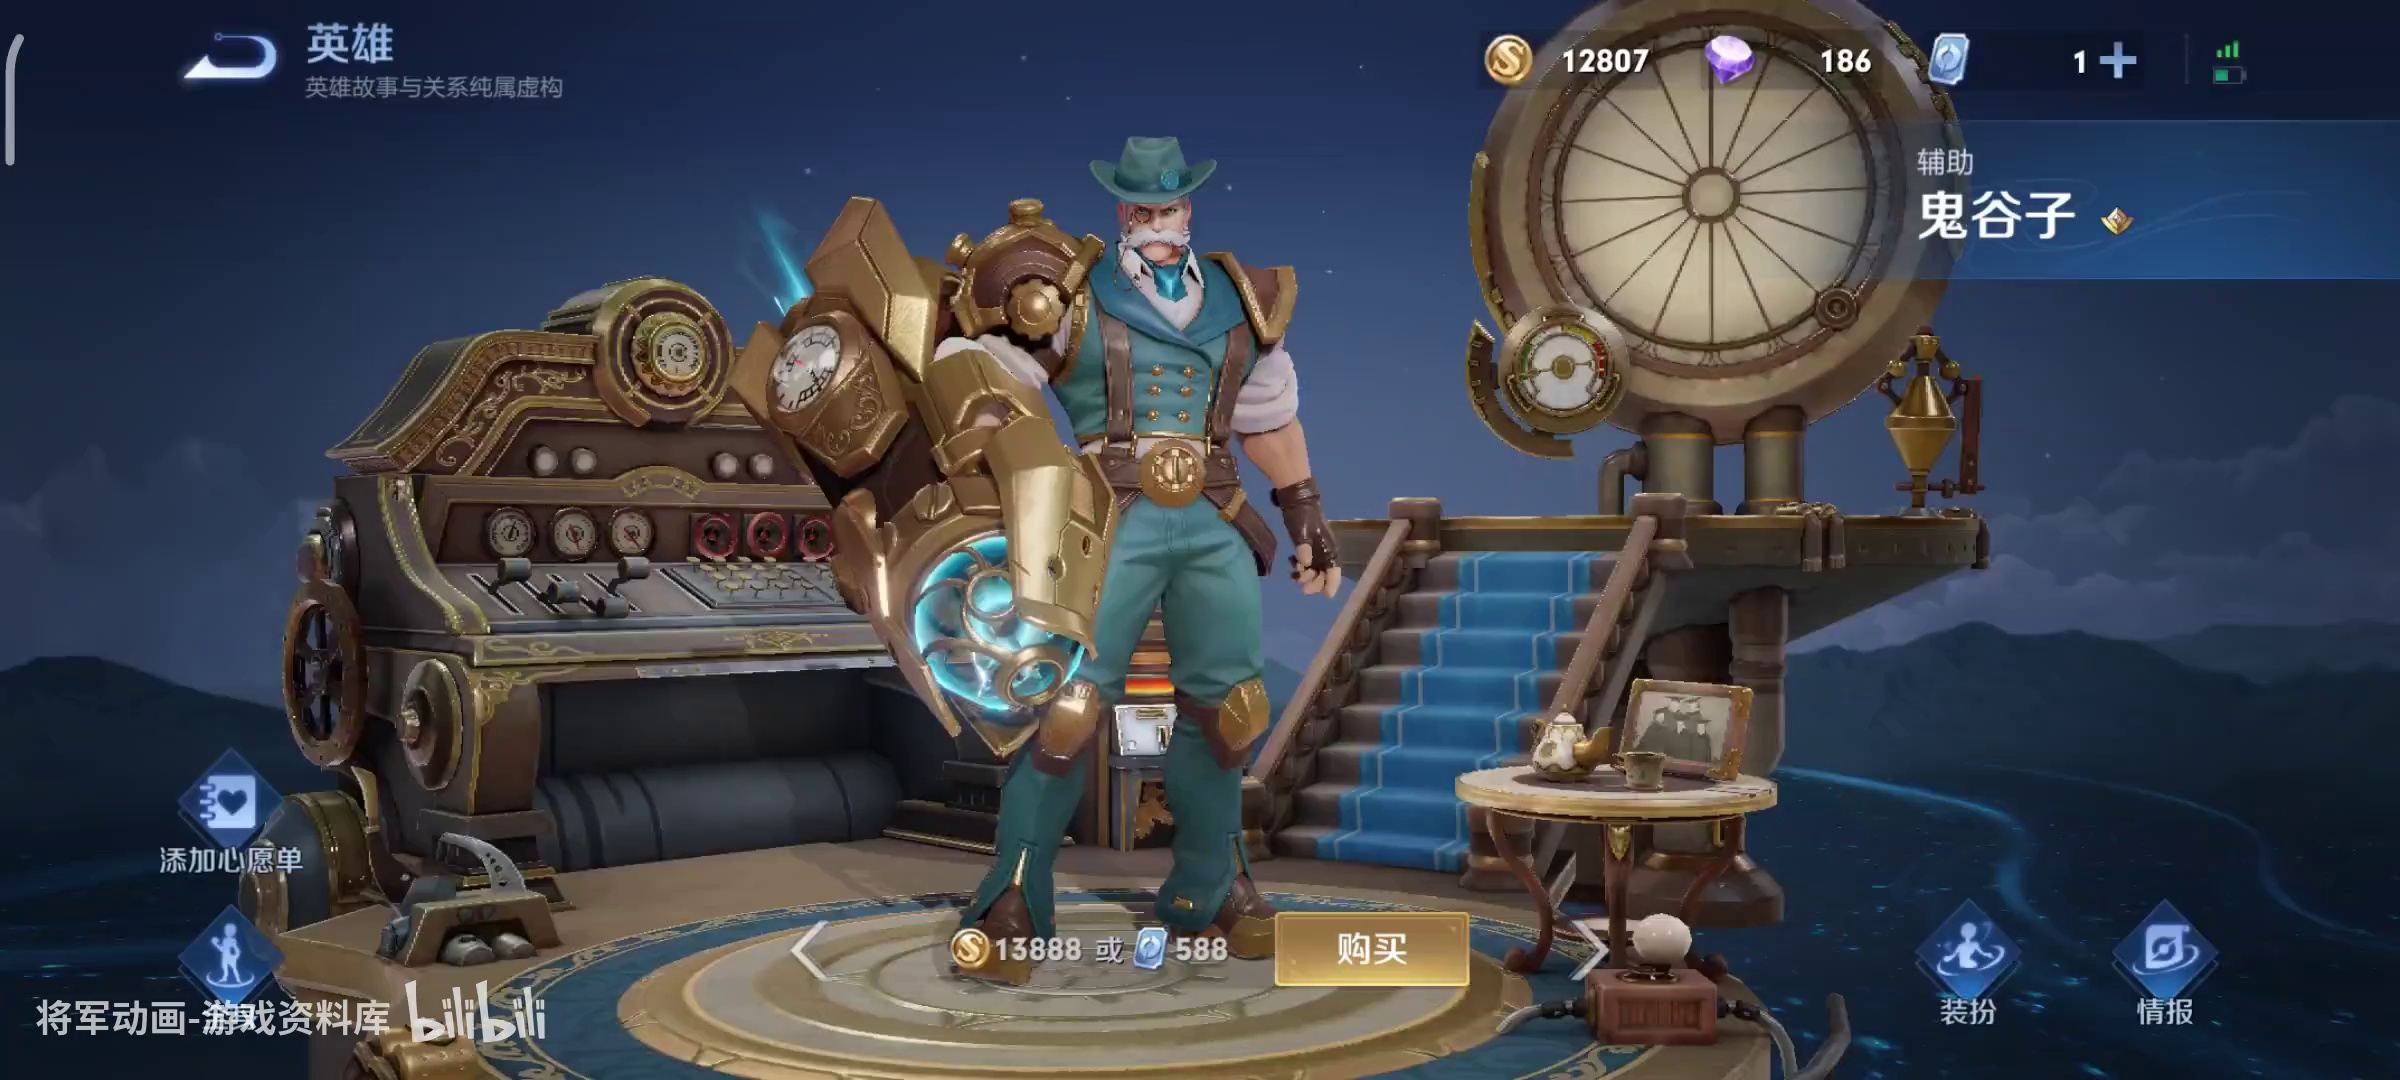 英雄
英雄故事与关系纯属虚构
12807
186
1
辅助
鬼谷子
添加心愿单
13888 或 588
购买
装扮
情报
将军动画-游戏资料库 bilibili